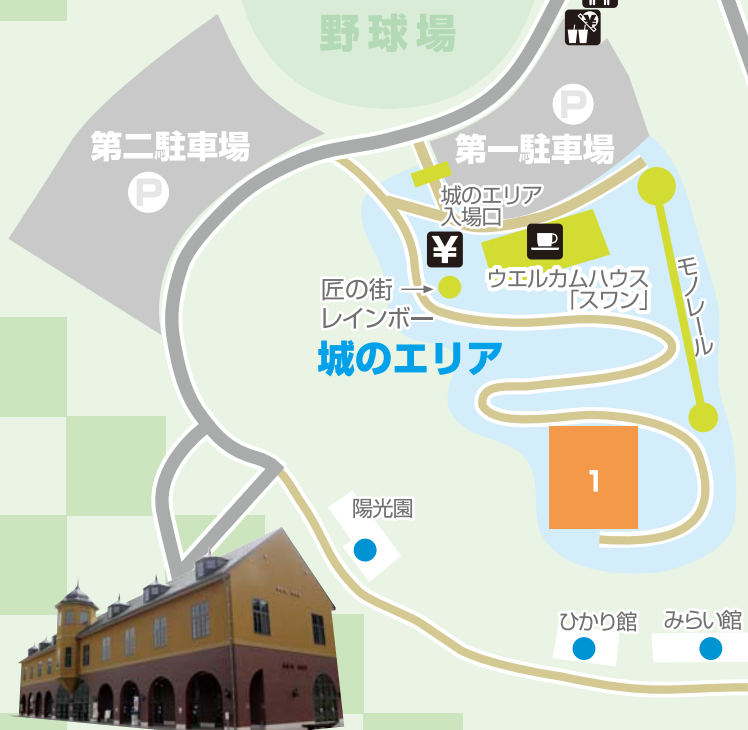 野球場
¥
P
第一駐車場
第二駐車場
P
城のエリア
入場口
¥
ウエルカムハウス
「スワン」
モノレール
匠の街
レインボー
城のエリア
1
陽光園
ひかり館
みらい館